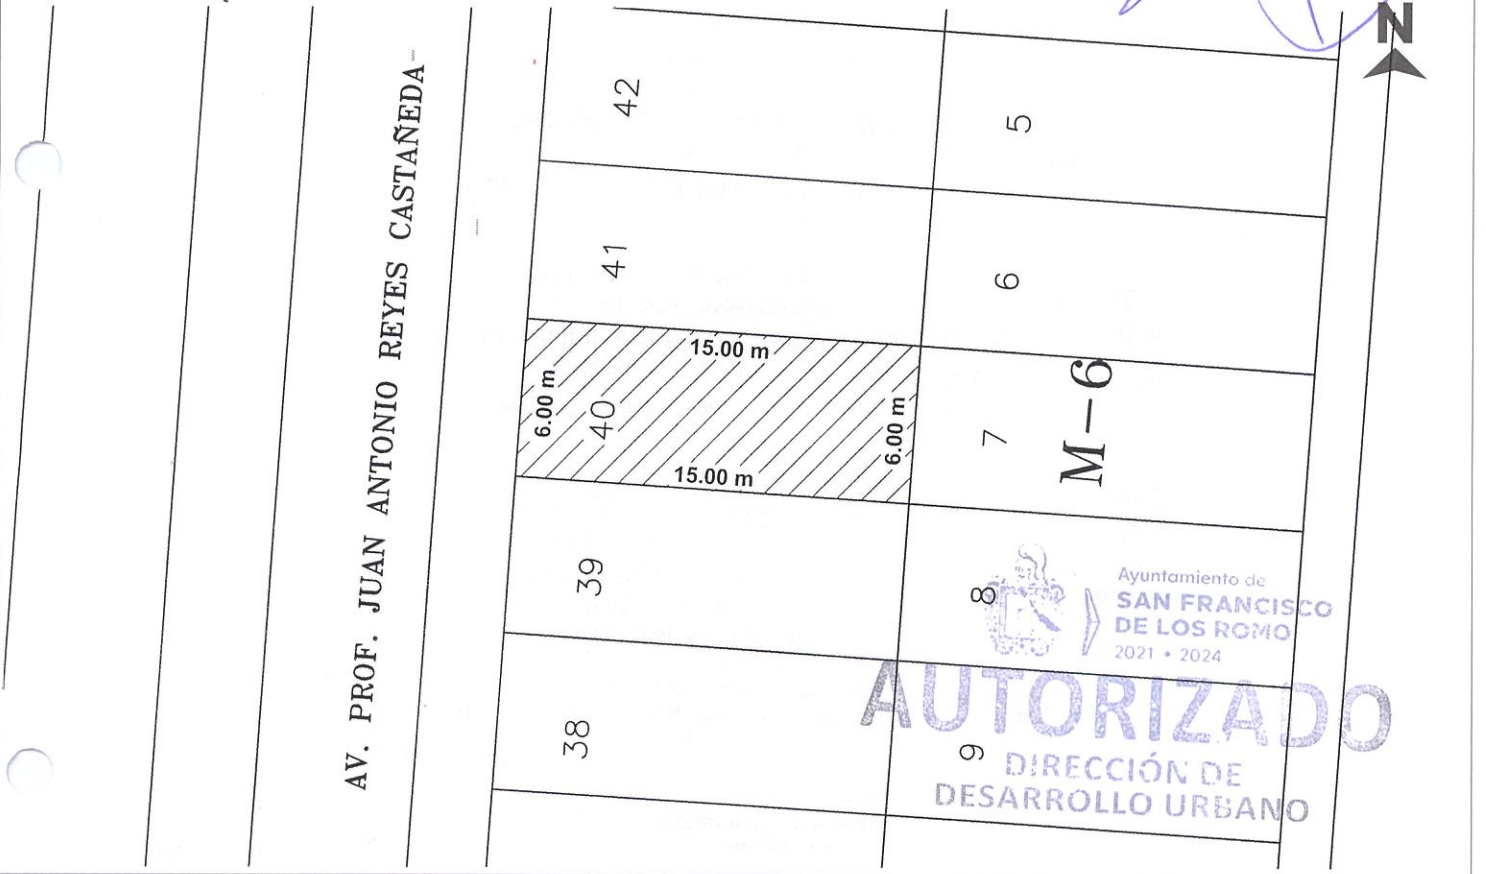 N
AV. PROF. JUAN ANTONIO REYES CASTAÑEDA
42
5
41
6
15.00 m
6.00 m
40
6.00 m
15.00 m
7
M-6
39
8
38
9
Ayuntamiento de
SAN FRANCISCO
DE LOS ROMO
2021 • 2024
AUTORIZADO
DIRECCIÓN DE
DESARROLLO URBANO